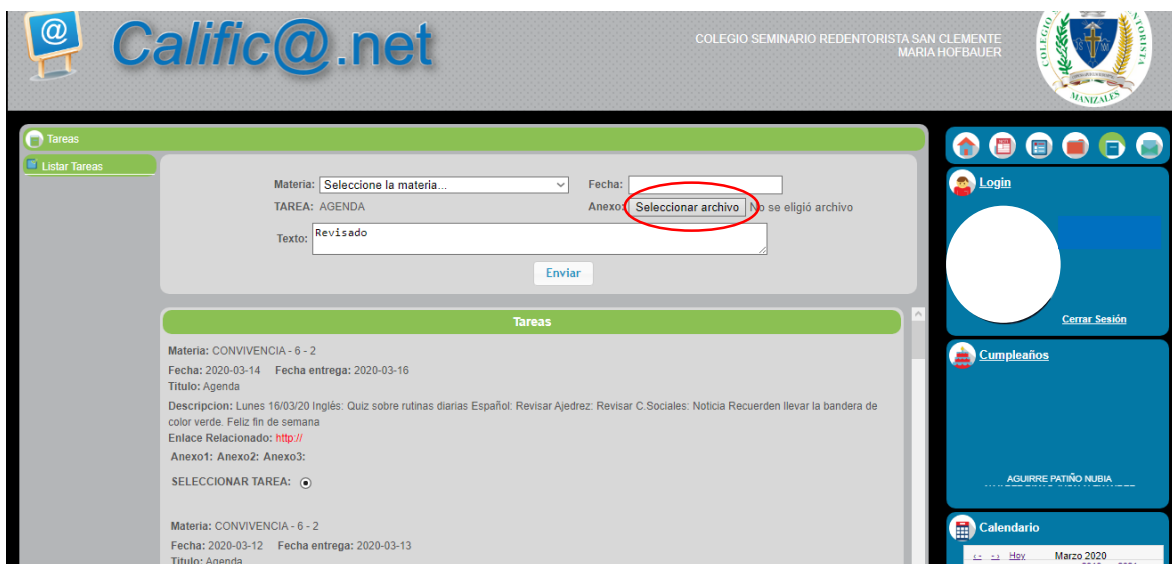 @ Calific@.net
COLEGIO SEMINARIO REDENTORISTA SAN CLEMENTE
MARIA HOFBAUER
COLEGIO REDENTORISTA
MANIZALES
Tareas
Listar Tareas
Materia: Seleccione la materia... Fecha:
TAREA: AGENDA Anexo: Seleccionar archivo No se eligió archivo
Texto: Revisado
Enviar
Tareas
Materia: CONVIVENCIA - 6 - 2
Fecha: 2020-03-14 Fecha entrega: 2020-03-16
Titulo: Agenda
Descripcion: Lunes 16/03/20 Inglés: Quiz sobre rutinas diarias Español: Revisar Ajedrez: Revisar C.Sociales: Noticia Recuerden llevar la bandera de
color verde. Feliz fin de semana
Enlace Relacionado: http://
Anexo1: Anexo2: Anexo3:
SELECCIONAR TAREA:
Materia: CONVIVENCIA - 6 - 2
Fecha: 2020-03-12 Fecha entrega: 2020-03-13
Titulo: Agenda
Login
Cerrar Sesión
Cumpleaños
AGUIRRE PATIÑO NUBIA
Calendario
Hoy Marzo 2020